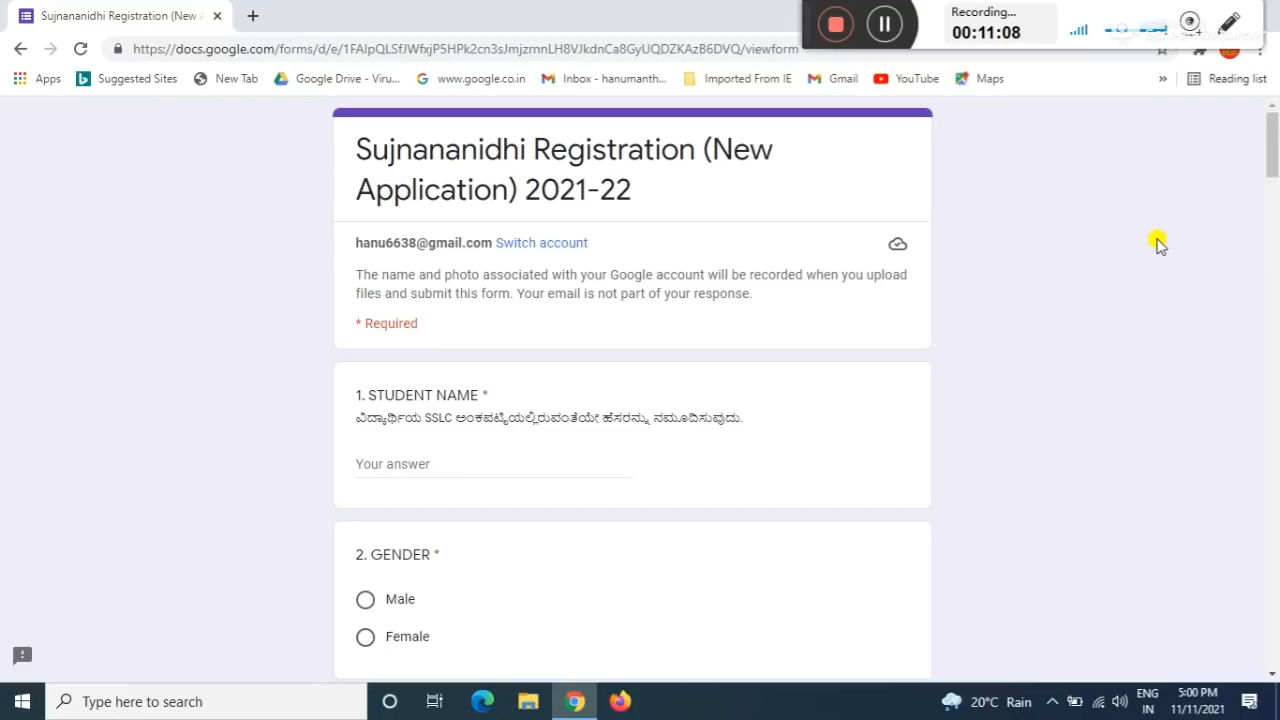 Sujnananidhi Registration (New A
Recording...
00:11:08
https://docs.google.com/forms/d/e/1FAIpQLSfJWfxjP5HPk2cn3sJmjzrnnLH8VJkdnCa8GyUQDZKAzB6DVQ/viewform
Apps
Suggested Sites
New Tab
Google Drive - Viru...
www.google.co.in
Inbox - hanumanth...
Imported From IE
Gmail
YouTube
Maps
»
Reading list
Sujnananidhi Registration (New
Application) 2021-22
hanu6638@gmail.com Switch account
The name and photo associated with your Google account will be recorded when you upload
files and submit this form. Your email is not part of your response.
* Required
1. STUDENT NAME *
ವಿದ್ಯಾರ್ಥಿಯ SSLC ಅಂಕಪಟ್ಟಿಯಲ್ಲಿರುವಂತೆಯೇ ಹೆಸರನ್ನು ನಮೂದಿಸುವುದು.
Your answer
2. GENDER *
Male
Female
Type here to search
20°C Rain
ENG
IN
5:00 PM
11/11/2021